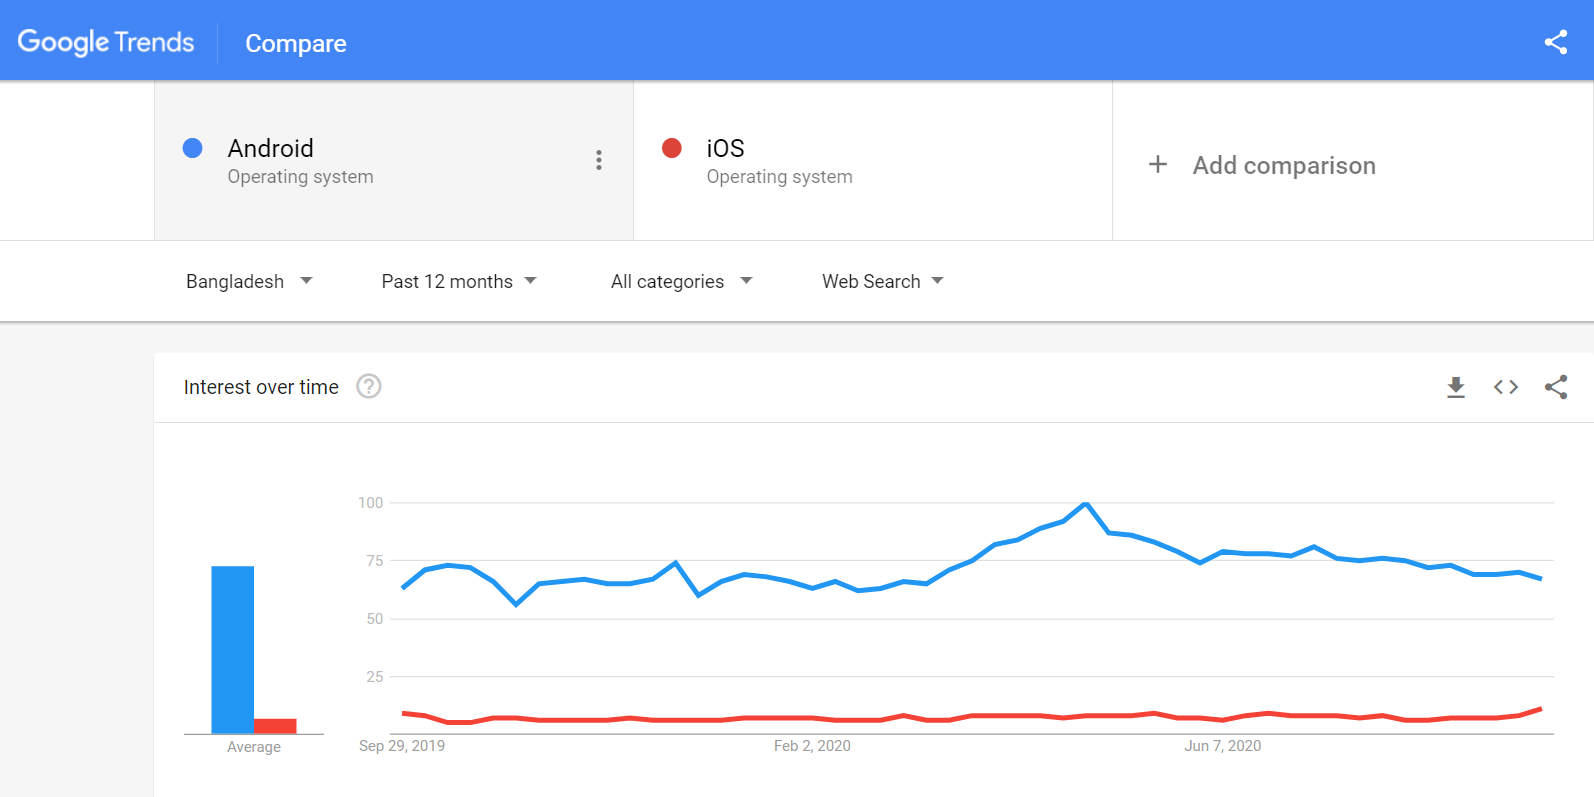 Google Trends Compare
Android
Operating system
iOS
Operating system
+ Add comparison
Bangladesh Past 12 months All categories Web Search
Interest over time ?
100
75
50
25
Average
Sep 29, 2019 Feb 2, 2020 Jun 7, 2020